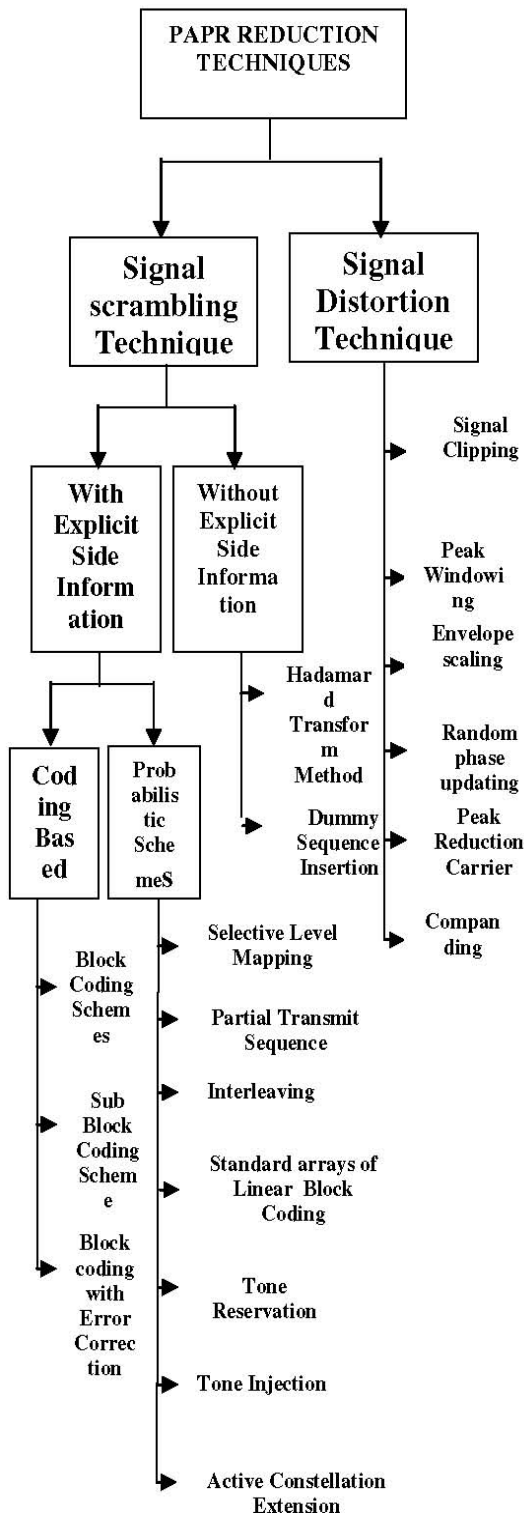 PAPR REDUCTION
TECHNIQUES
Signal
scrambling
Technique
Signal
Distortion
Technique
With
Explicit
Side
Inform
ation
Without
Explicit
Side
Informa
tion
Signal
Clipping
Peak
Windowi
ng
Envelope
scaling
Random
phase
updating
Peak
Reduction
Carrier
Compan
ding
Hadamar
d
Transfor
m
Method
Dummy
Sequence
Insertion
Cod
ing
Bas
ed
Prob
abilis
tic
Sche
meS
Block
Coding
Schem
es
Sub
Block
Coding
Schem
e
Block
coding
with
Error
Correc
tion
Selective Level
Mapping
Partial Transmit
Sequence
Interleaving
Standard arrays of
Linear Block
Coding
Tone
Reservation
Tone Injection
Active Constellation
Extension